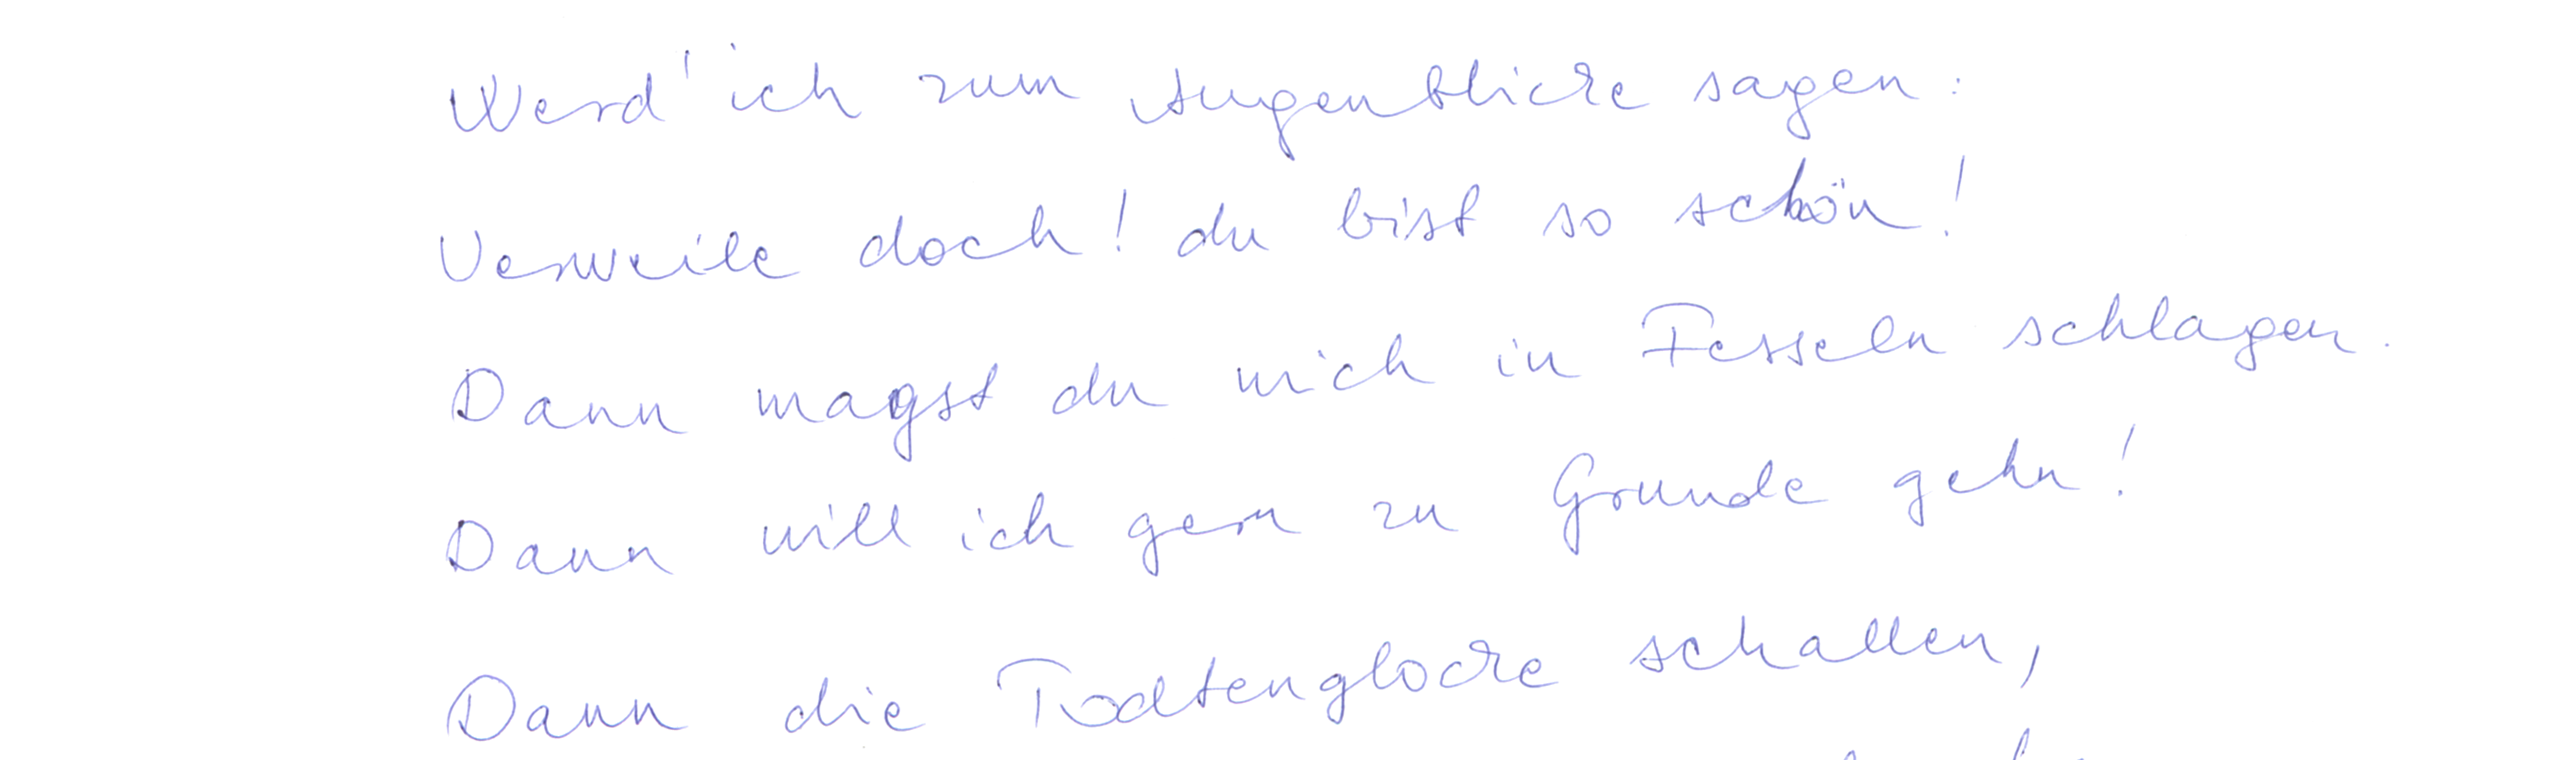 Werd' ich zum Augenblicke sagen:
Verweile doch! du bist so schön!
Dann magst du mich in Fesseln schlagen.
Dann will ich gern zu Grunde gehn!
Dann die Todtenglocke schallen,